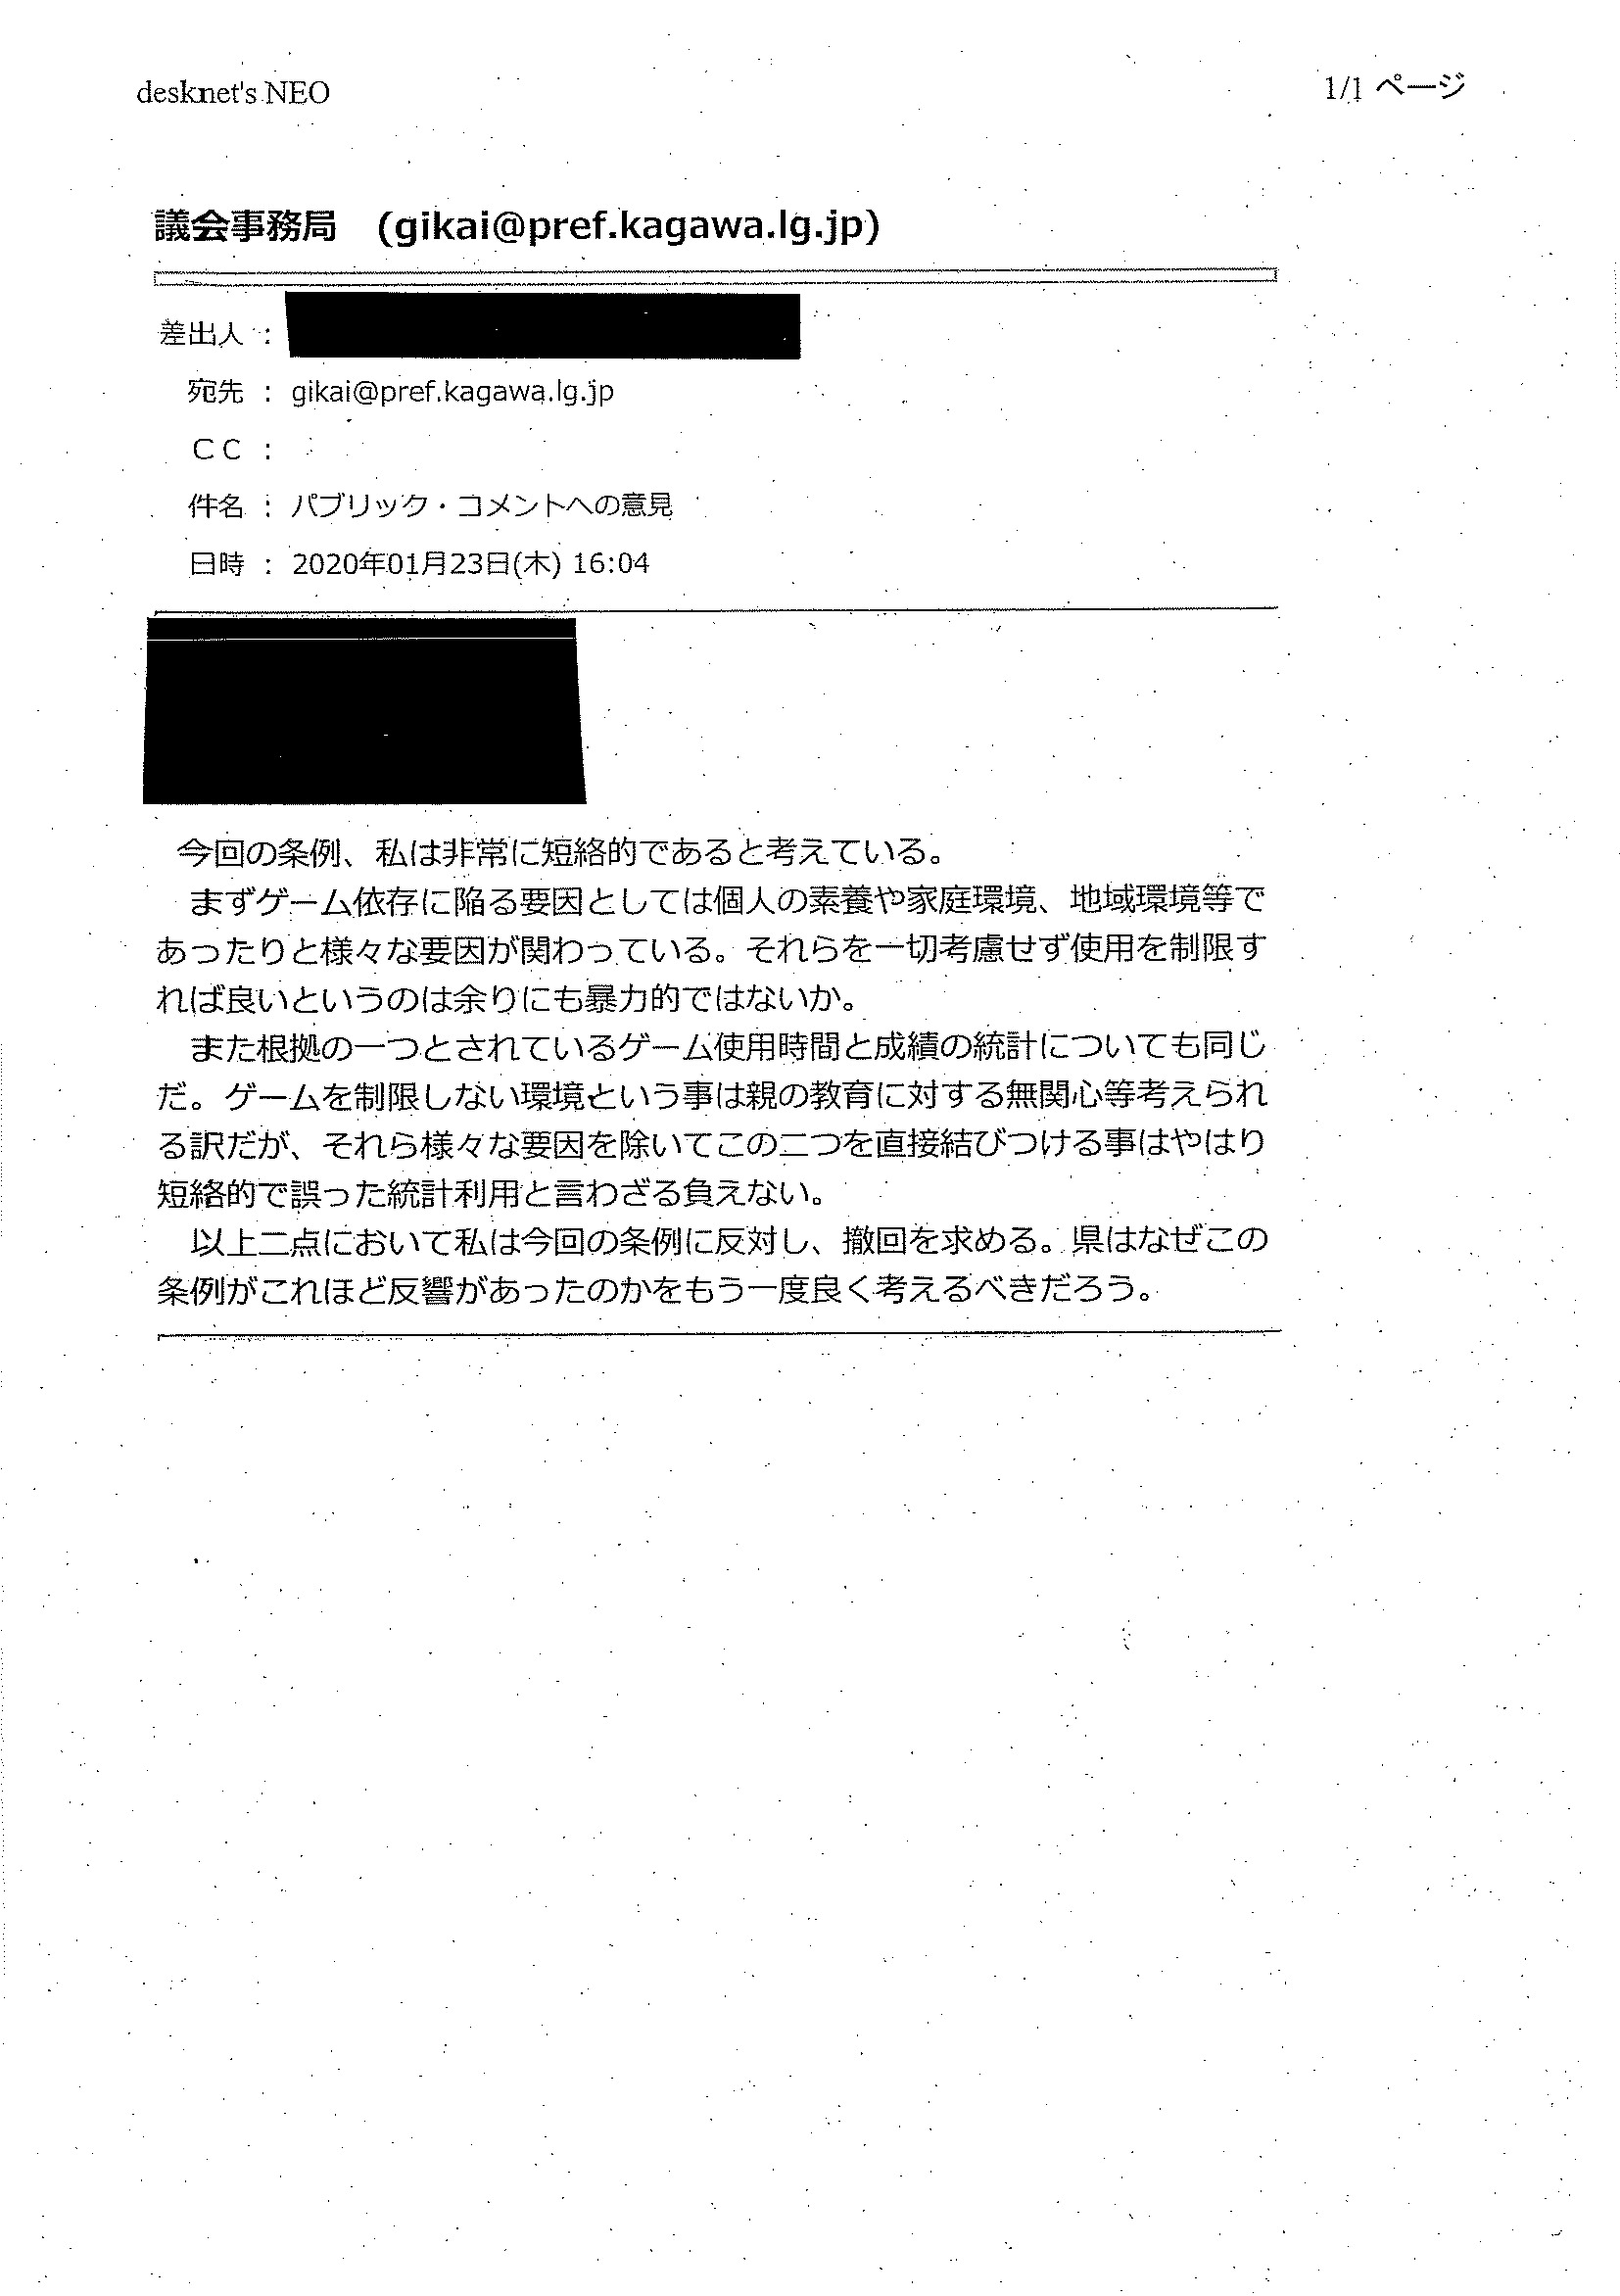 desknet's NEO
1/1 ページ
議会事務局　(gikai@pref.kagawa.lg.jp)
差出人 :
宛先 : gikai@pref.kagawa.lg.jp
ＣＣ :
件名 : パブリック・コメントへの意見
日時 : 2020年01月23日(木) 16:04
今回の条例、私は非常に短絡的であると考えている。
まずゲーム依存に陥る要因としては個人の素養や家庭環境、地域環境等で
あったりと様々な要因が関わっている。それらを一切考慮せず使用を制限す
れば良いというのは余りにも暴力的ではないか。
また根拠の一つとされているゲーム使用時間と成績の統計についても同じ
だ。ゲームを制限しない環境という事は親の教育に対する無関心等考えられ
る訳だが、それら様々な要因を除いてこの二つを直接結びつける事はやはり
短絡的で誤った統計利用と言わざる負えない。
以上二点において私は今回の条例に反対し、撤回を求める。県はなぜこの
条例がこれほど反響があったのかをもう一度良く考えるべきだろう。